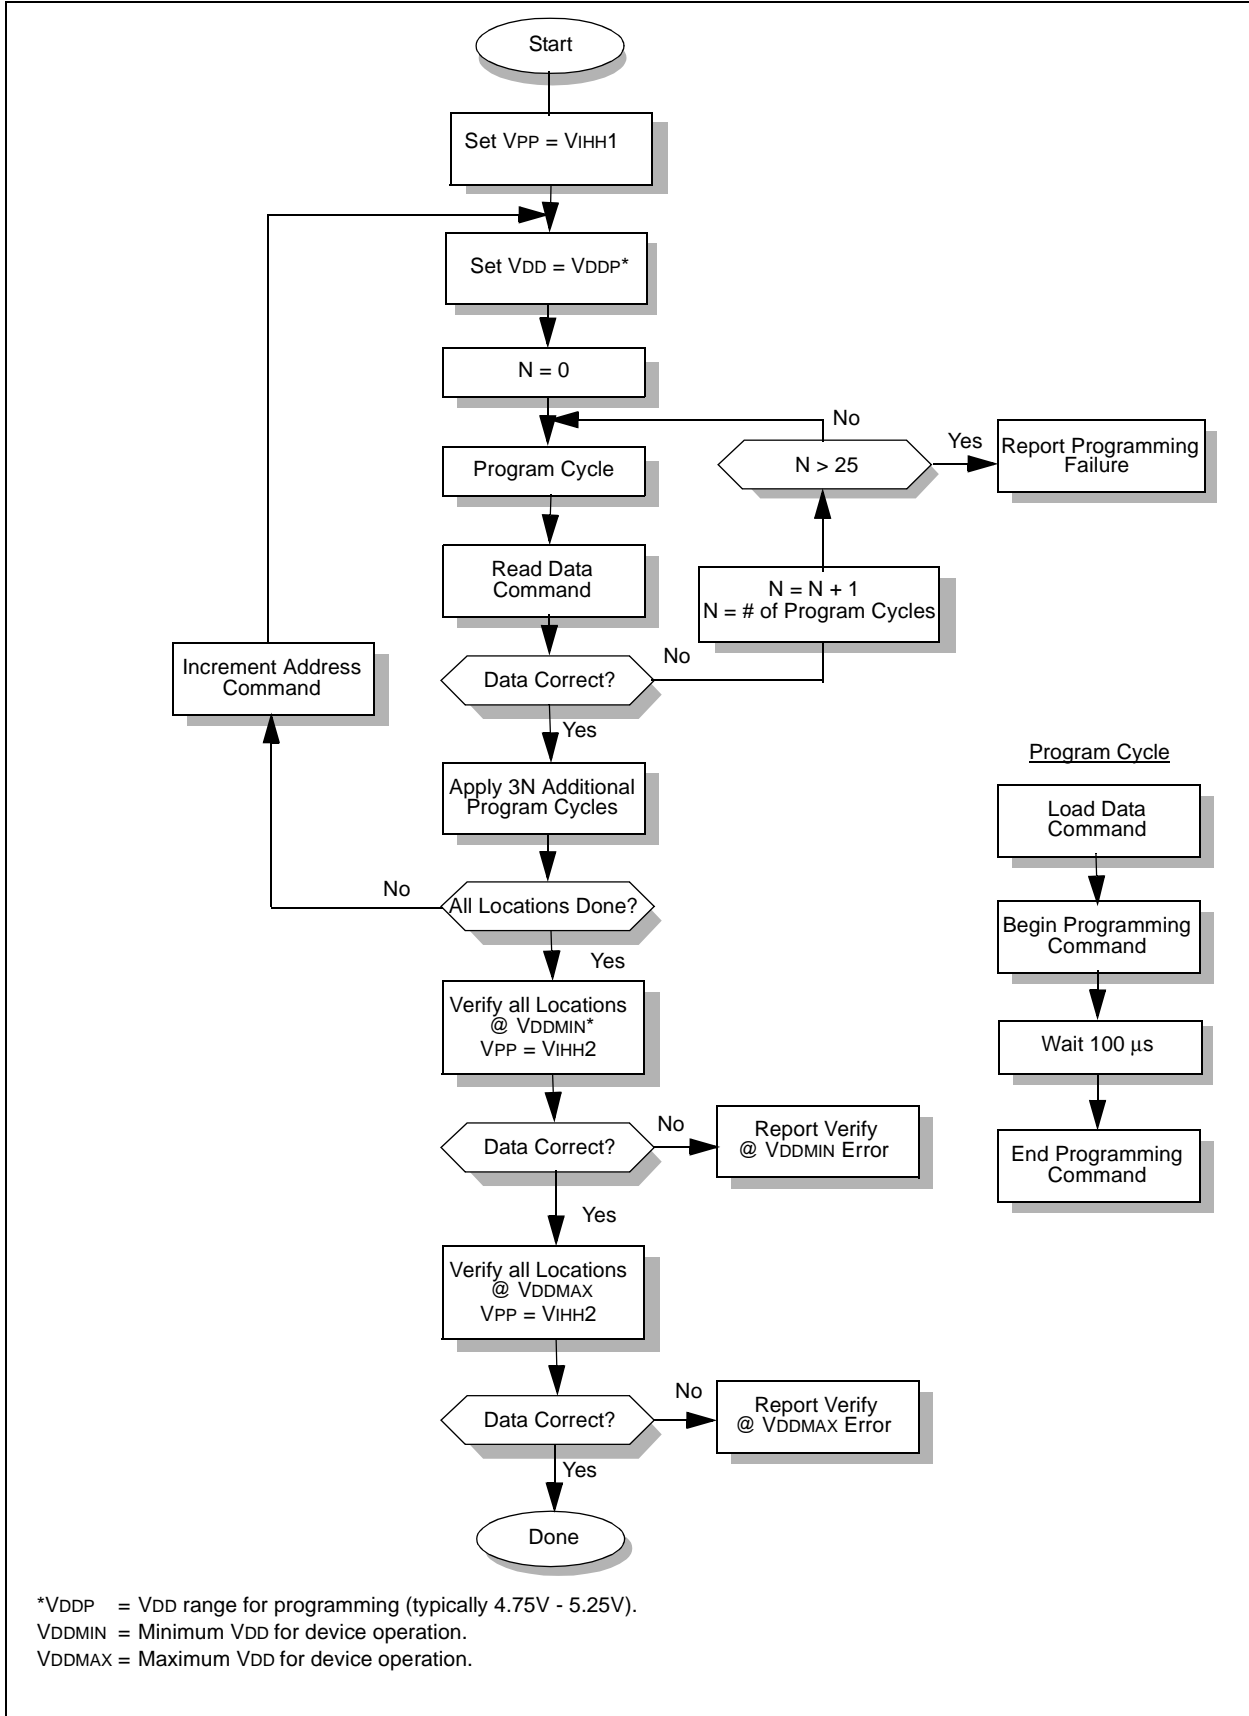 Start
Set VPP = VIHH1
Set VDD = VDDP*
N = 0
No
Program Cycle
N > 25
Yes
Report Programming
Failure
Read Data
Command
N = N + 1
N = # of Program Cycles
Increment Address
Command
Data Correct?
No
Yes
Apply 3N Additional
Program Cycles
No
All Locations Done?
Yes
Verify all Locations
@ VDDMIN*
VPP = VIHH2
Data Correct?
No
Report Verify
@ VDDMIN Error
Yes
Verify all Locations
@ VDDMAX
VPP = VIHH2
Data Correct?
No
Report Verify
@ VDDMAX Error
Yes
Done
Program Cycle
Load Data
Command
Begin Programming
Command
Wait 100 µs
End Programming
Command
*VDDP = VDD range for programming (typically 4.75V - 5.25V).
VDDMIN = Minimum VDD for device operation.
VDDMAX = Maximum VDD for device operation.